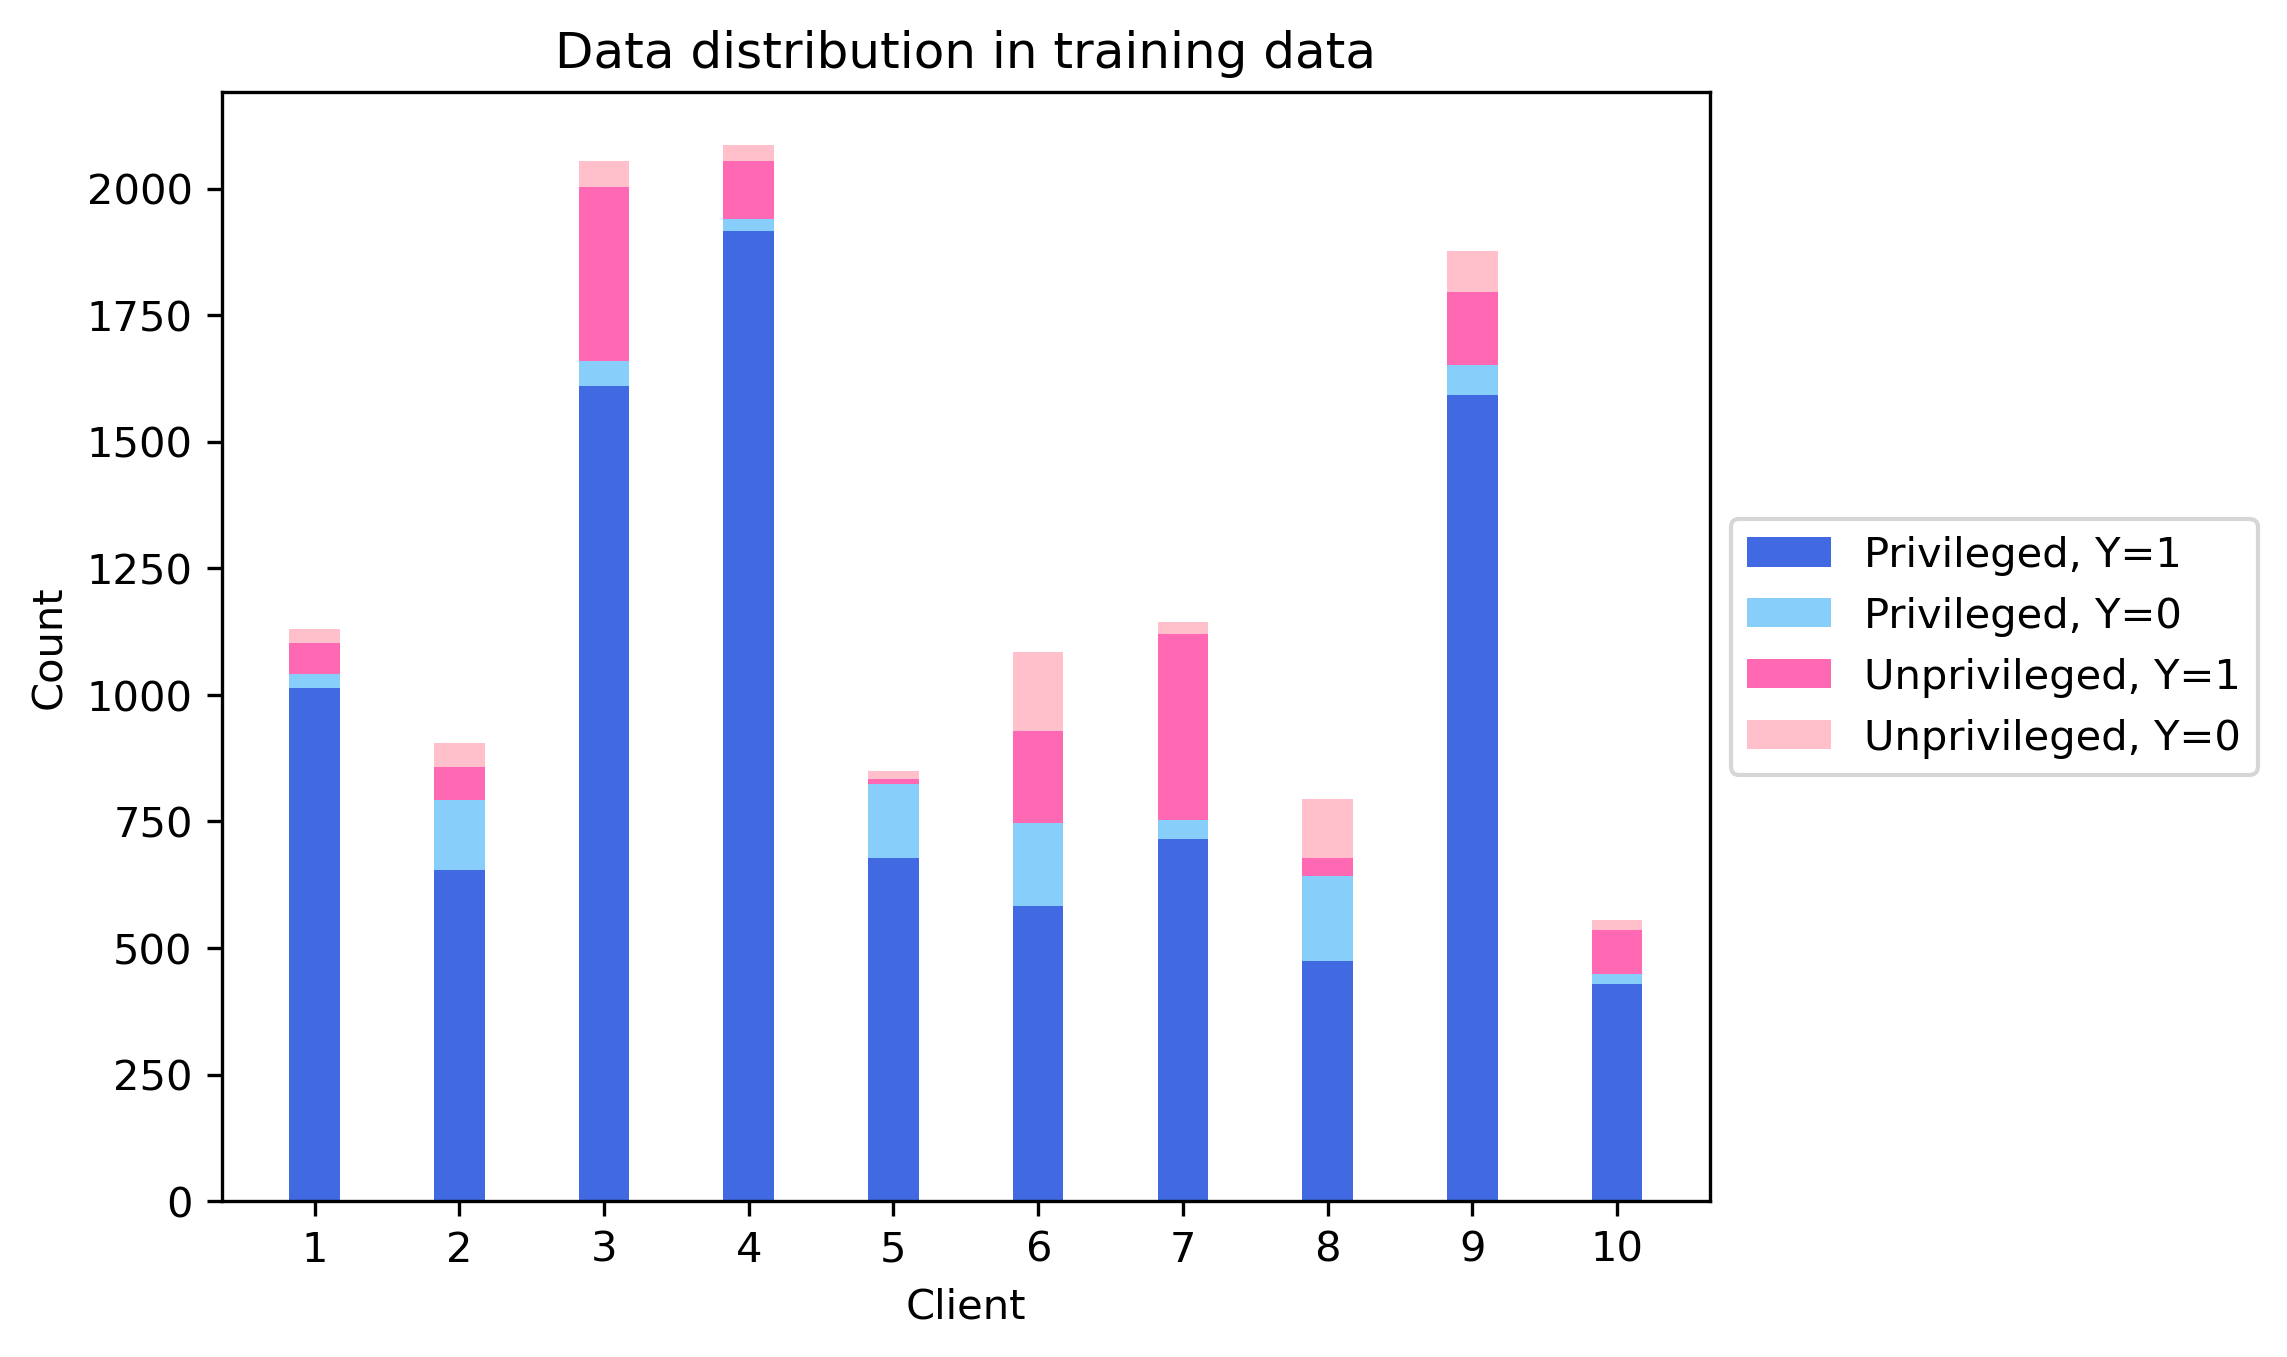 Data distribution in training data
Count
2000
1750
1500
1250
1000
750
500
250
0
1 2 3 4 5 6 7 8 9 10
Client
Privileged, Y=1
Privileged, Y=0
Unprivileged, Y=1
Unprivileged, Y=0